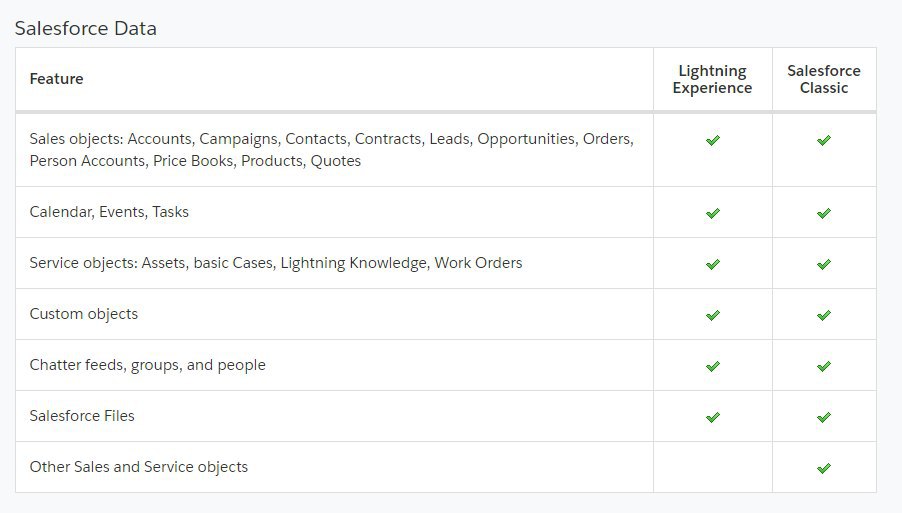 Salesforce Data
Feature
Lightning
Experience
Salesforce
Classic
Sales objects: Accounts, Campaigns, Contacts, Contracts, Leads, Opportunities, Orders,
Person Accounts, Price Books, Products, Quotes
Calendar, Events, Tasks
Service objects: Assets, basic Cases, Lightning Knowledge, Work Orders
Custom objects
Chatter feeds, groups, and people
Salesforce Files
Other Sales and Service objects